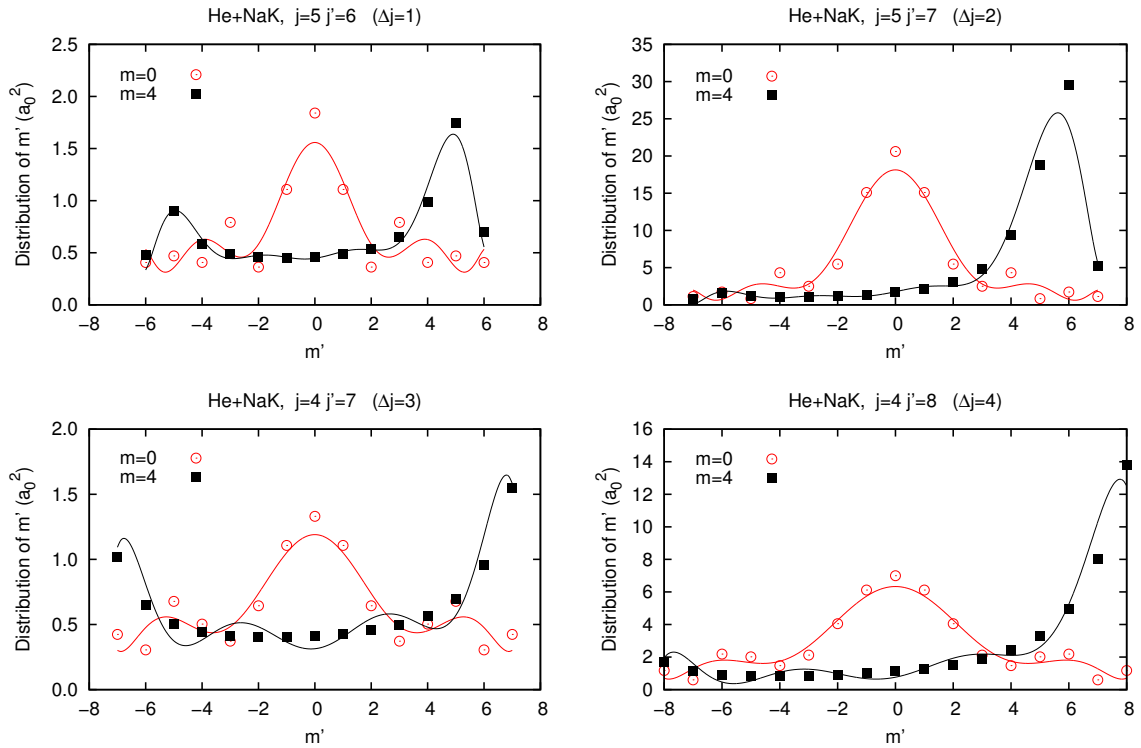 He+NaK, j=5 j'=6 (Δj=1)
Distribution of m' (a₀²)
2.5
2.0
1.5
1.0
0.5
0.0
m=0
m=4
−8 −6 −4 −2 0 2 4 6 8
m'
He+NaK, j=5 j'=7 (Δj=2)
Distribution of m' (a₀²)
35
30
25
20
15
10
5
0
m=0
m=4
−8 −6 −4 −2 0 2 4 6 8
m'
He+NaK, j=4 j'=7 (Δj=3)
Distribution of m' (a₀²)
2.0
1.5
1.0
0.5
0.0
m=0
m=4
−8 −6 −4 −2 0 2 4 6 8
m'
He+NaK, j=4 j'=8 (Δj=4)
Distribution of m' (a₀²)
16
14
12
10
8
6
4
2
0
m=0
m=4
−8 −6 −4 −2 0 2 4 6 8
m'